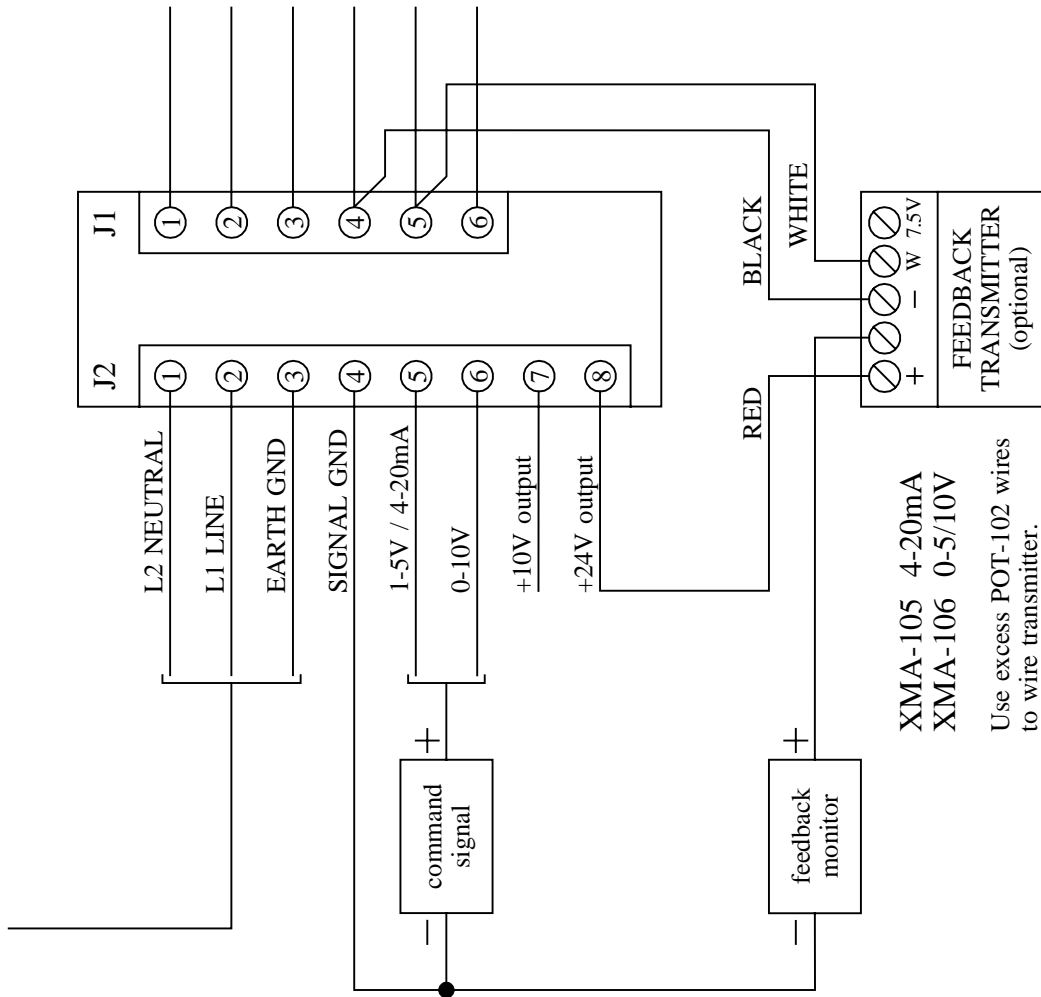 J1
1
2
3
4
5
6
J2
1
2
3
4
5
6
7
8
L2 NEUTRAL
L1 LINE
EARTH GND
SIGNAL GND
1-5V / 4-20mA
0-10V
+10V output
+24V output
BLACK
WHITE
RED
+
−
W
7.5V
FEEDBACK
TRANSMITTER
(optional)
+
command
signal
−
+
feedback
monitor
−
XMA-105 4-20mA
XMA-106 0-5/10V
Use excess POT-102 wires
to wire transmitter.